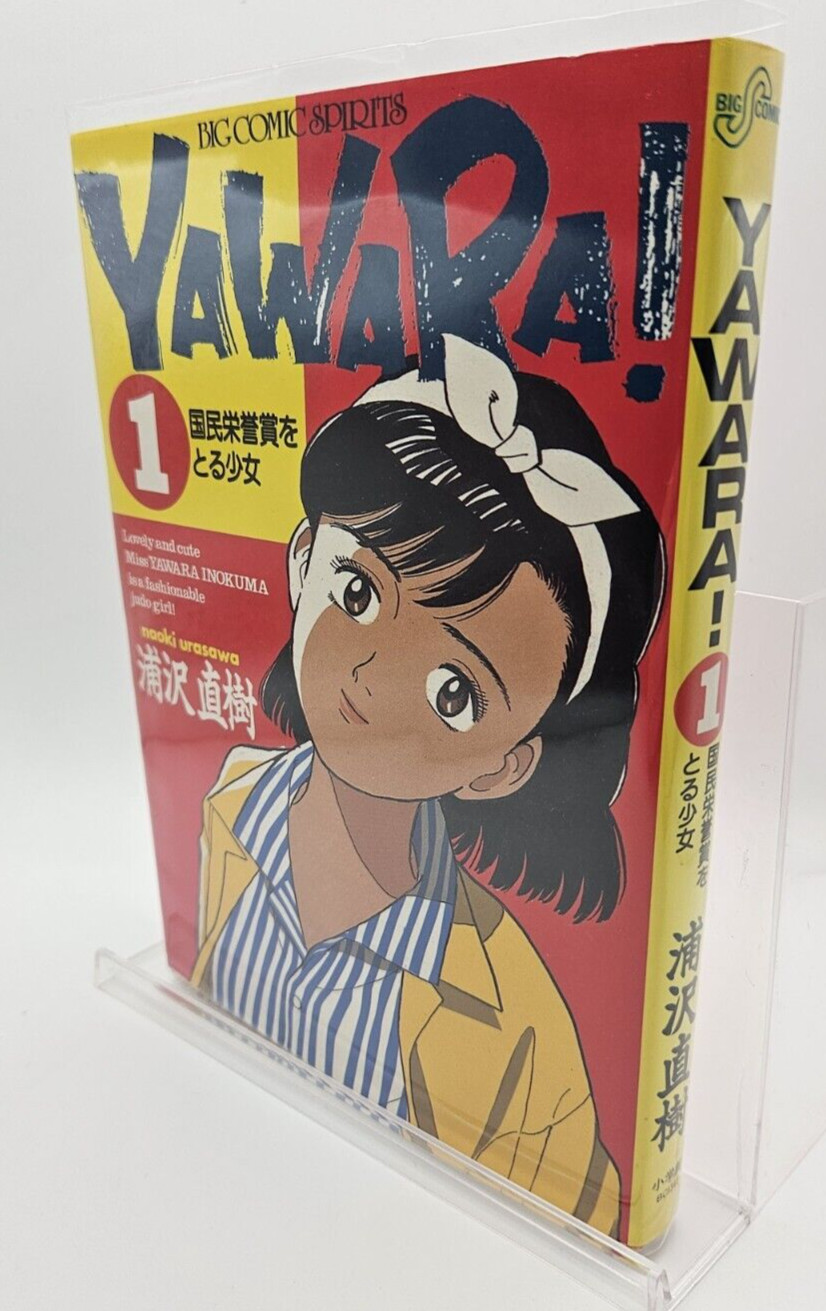 BIG COMIC SPIRITS
YAWARA!
1
国民栄誉賞を
とる少女
Lovely and cute
Miss YAWARA INOKUMA
is a fashionable
judo girl!
naoki urasawa
浦沢直樹
BIG COMIC
YAWARA!
1
国民栄誉賞を
とる少女
浦沢直樹